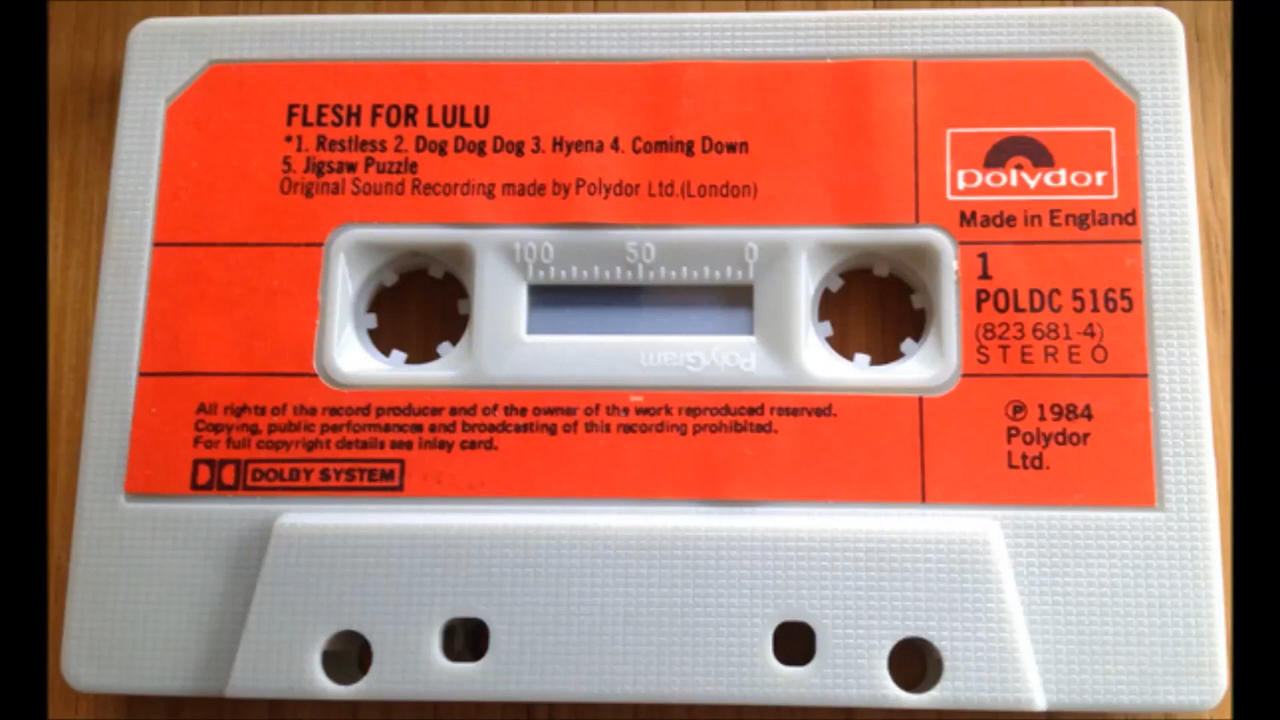 FLESH FOR LULU
*1. Restless 2. Dog Dog Dog 3. Hyena 4. Coming Down
5. Jigsaw Puzzle
Original Sound Recording made by Polydor Ltd.(London)
polydor
Made in England
100 50 0
PolyGram
1
POLDC 5165
(823 681-4)
STEREO
All rights of the record producer and of the owner of the work reproduced reserved.
Copying, public performances and broadcasting of this recording prohibited.
For full copyright details see inlay card.
DOLBY SYSTEM
℗ 1984
Polydor
Ltd.